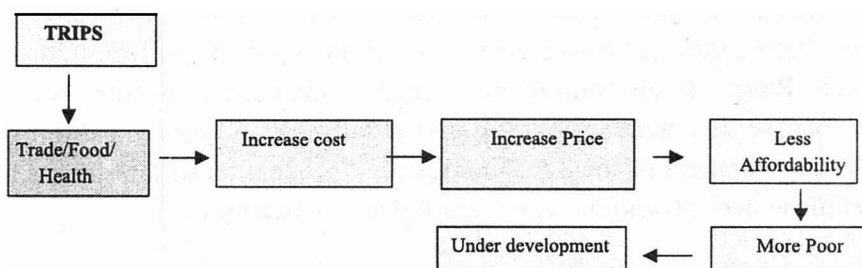 TRIPS
Trade/Food/
Health
Increase cost
Increase Price
Less
Affordability
More Poor
Under development